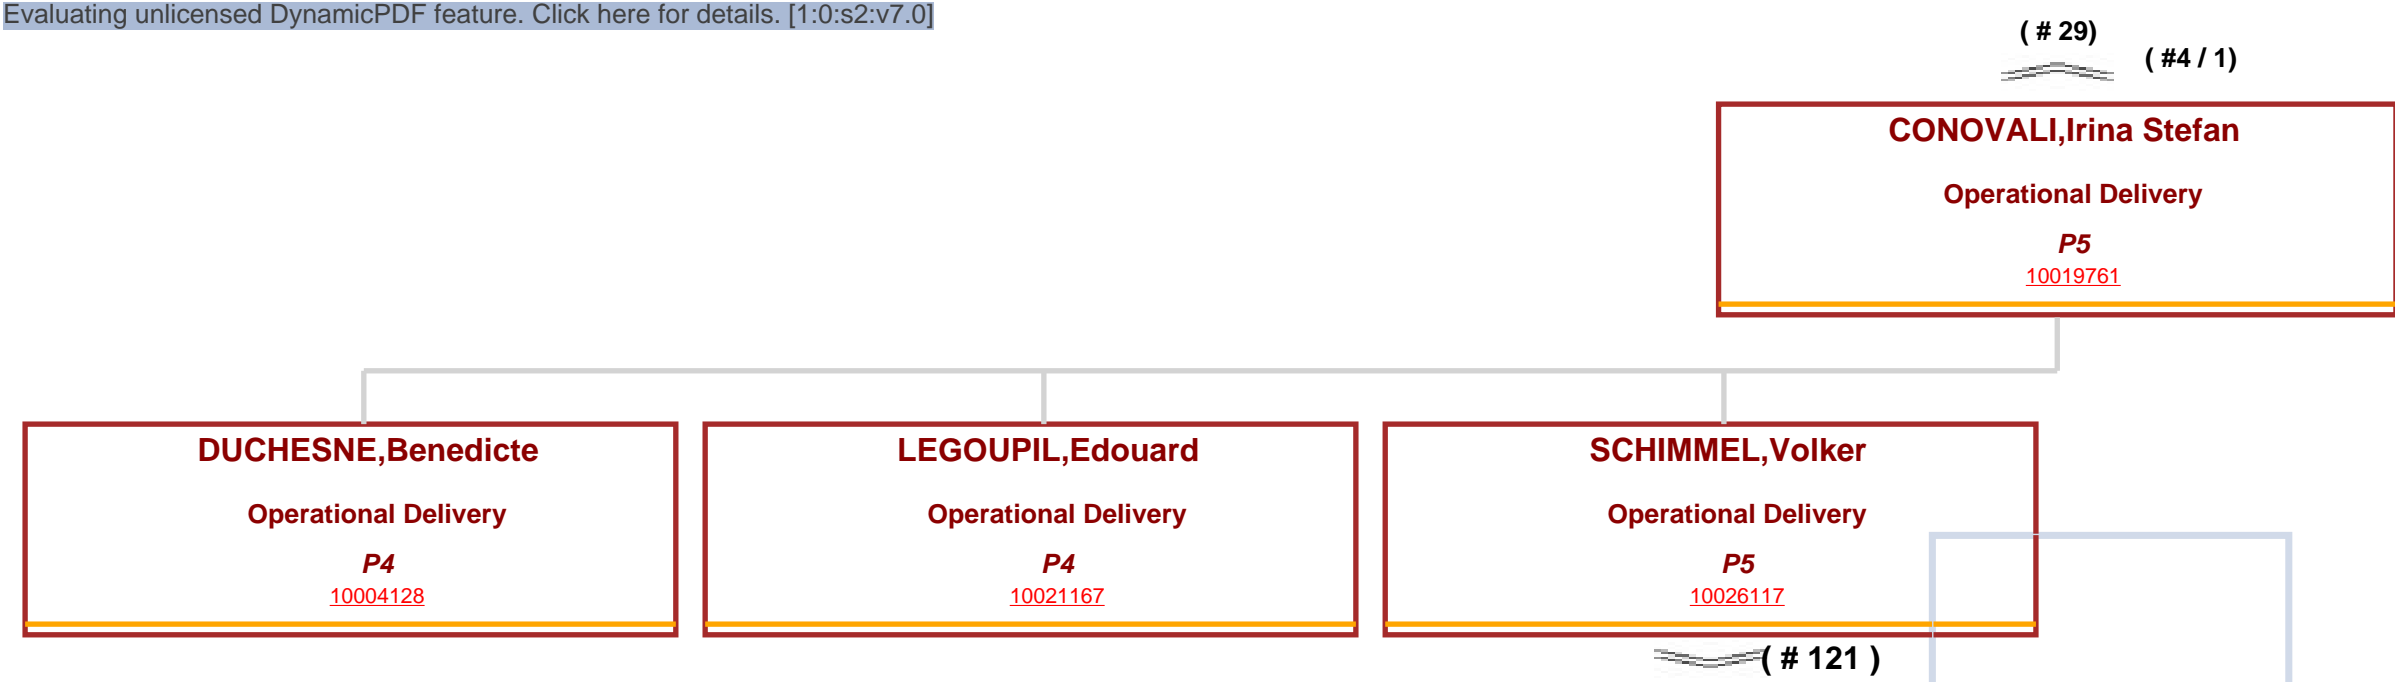 Evaluating unlicensed DynamicPDF feature. Click here for details. [1:0:s2:v7.0]
( # 29)
( #4 / 1)
CONOVALI,Irina Stefan
Operational Delivery
P5
10019761
DUCHESNE,Benedicte
Operational Delivery
P4
10004128
LEGOUPIL,Edouard
Operational Delivery
P4
10021167
SCHIMMEL,Volker
Operational Delivery
P5
10026117
( # 121 )